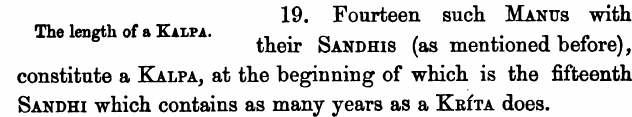 The length of a KALPA.
19. Fourteen such MANUS with
their SANDHIS (as mentioned before),
constitute a KALPA, at the beginning of which is the fifteenth
SANDHI which contains as many years as a KRÍTA does.